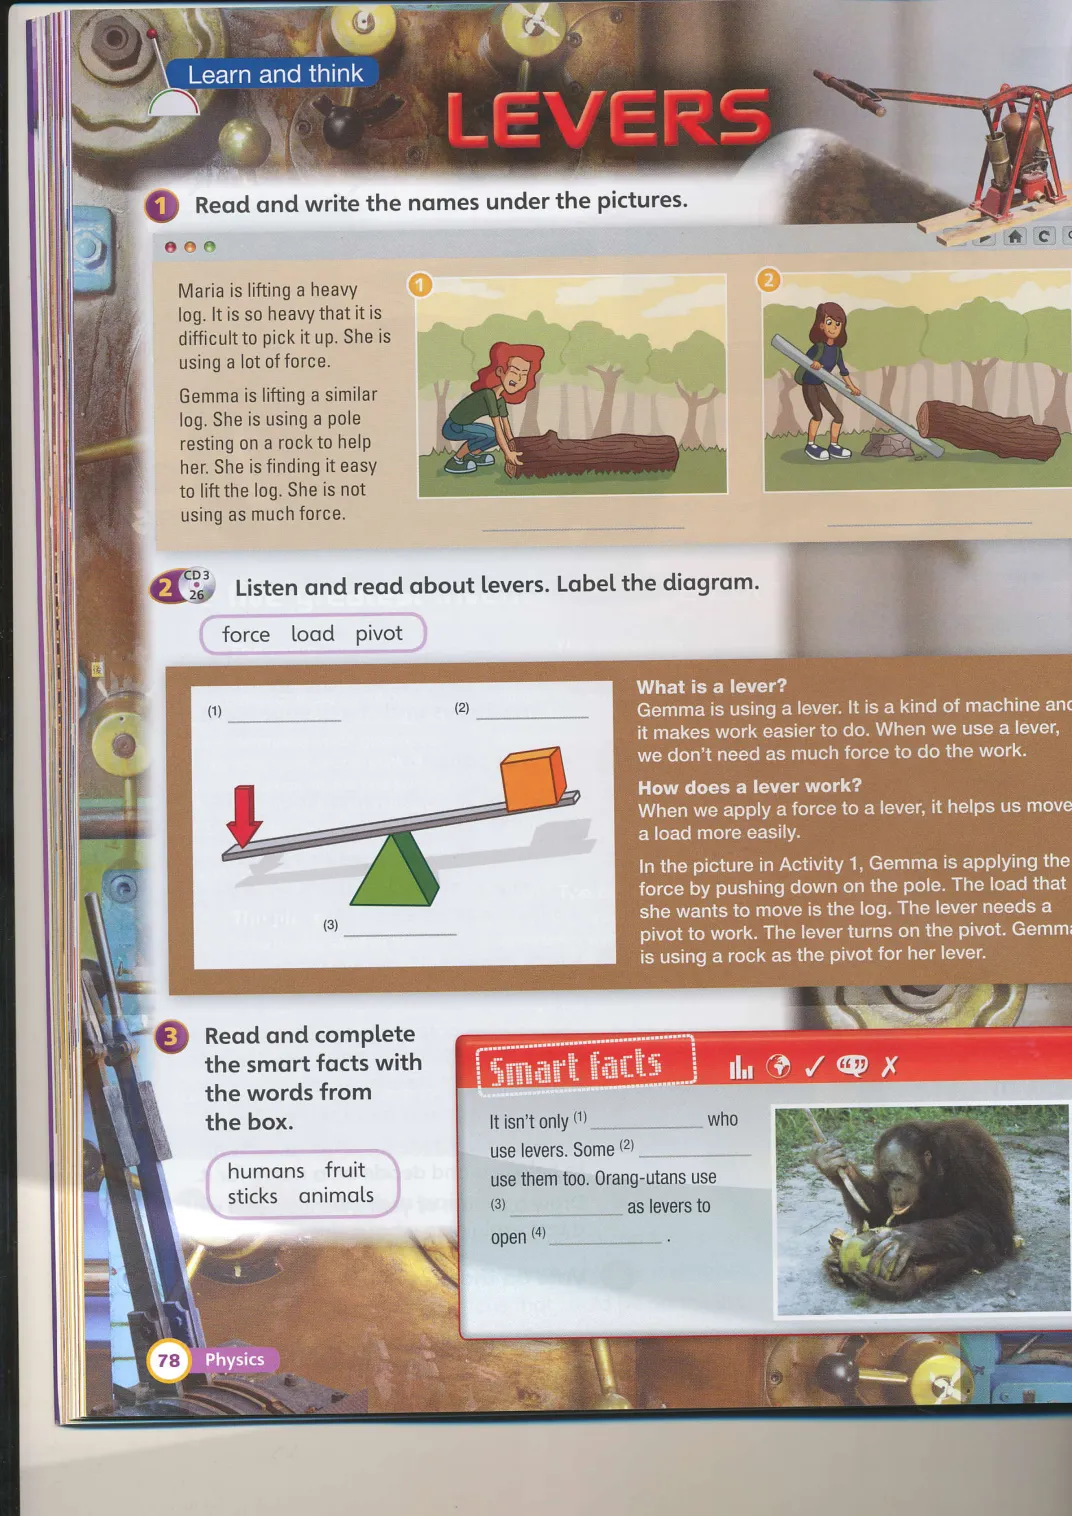 Learn and think
LEVERS
1 Read and write the names under the pictures.
Maria is lifting a heavy
log. It is so heavy that it is
difficult to pick it up. She is
using a lot of force.
Gemma is lifting a similar
log. She is using a pole
resting on a rock to help
her. She is finding it easy
to lift the log. She is not
using as much force.
1
2
2 CD 3 26 Listen and read about levers. Label the diagram.
force load pivot
(1)
(2)
(3)
What is a lever?
Gemma is using a lever. It is a kind of machine and
it makes work easier to do. When we use a lever,
we don't need as much force to do the work.
How does a lever work?
When we apply a force to a lever, it helps us move
a load more easily.
In the picture in Activity 1, Gemma is applying the
force by pushing down on the pole. The load that
she wants to move is the log. The lever needs a
pivot to work. The lever turns on the pivot. Gemma
is using a rock as the pivot for her lever.
3 Read and complete
the smart facts with
the words from
the box.
humans fruit
sticks animals
Smart facts
It isn't only (1) ____________ who
use levers. Some (2) ____________
use them too. Orang-utans use
(3) ____________ as levers to
open (4) ____________ .
78 Physics